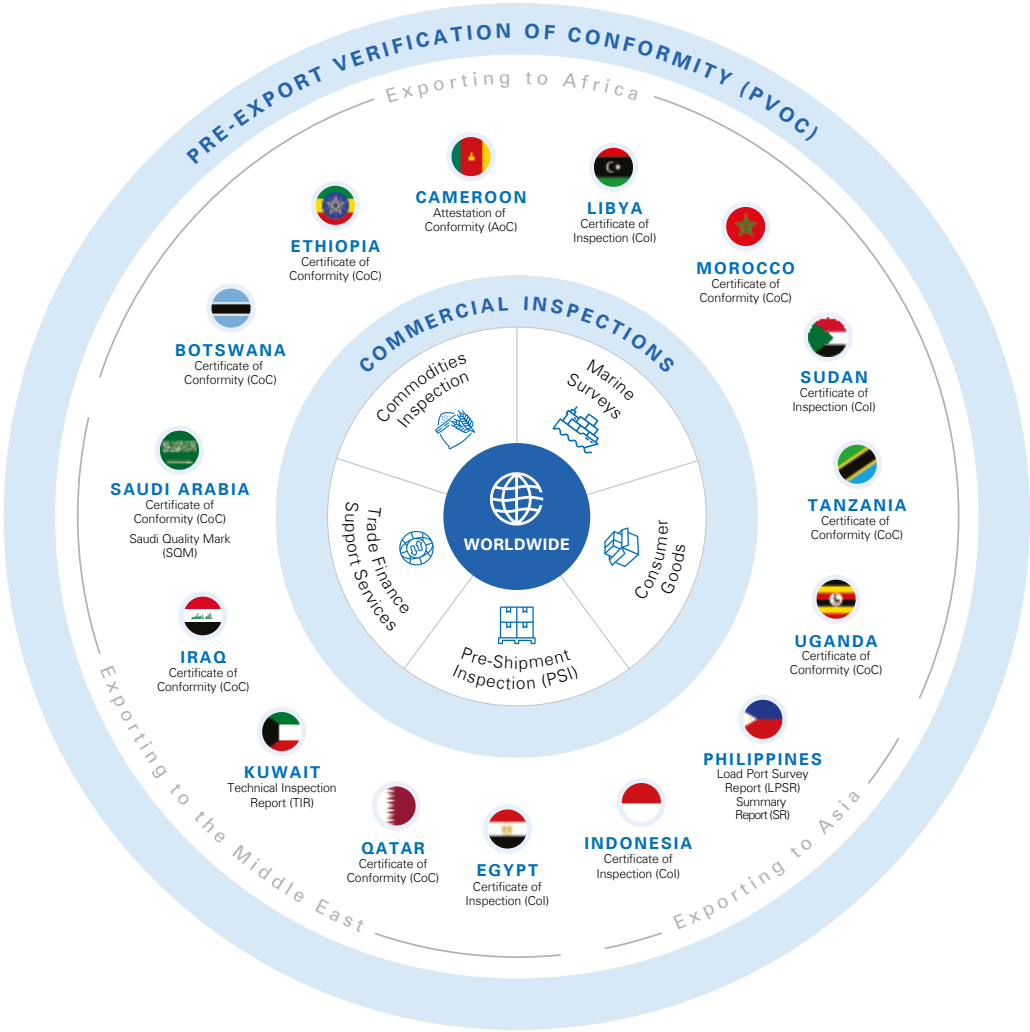 PRE-EXPORT VERIFICATION OF CONFORMITY (PVOC)
Exporting to Africa
CAMEROON
Attestation of
Conformity (AoC)
LIBYA
Certificate of
Inspection (CoI)
ETHIOPIA
Certificate of
Conformity (CoC)
MOROCCO
Certificate of
Conformity (CoC)
BOTSWANA
Certificate of
Conformity (CoC)
SUDAN
Certificate of
Inspection (CoI)
TANZANIA
Certificate of
Conformity (CoC)
UGANDA
Certificate of
Conformity (CoC)
COMMERCIAL INSPECTIONS
Commodities
Inspection
Marine
Surveys
Consumer
Goods
Pre-Shipment
Inspection (PSI)
Trade Finance
Support Services
WORLDWIDE
SAUDI ARABIA
Certificate of
Conformity (CoC)
Saudi Quality Mark
(SQM)
IRAQ
Certificate of
Conformity (CoC)
KUWAIT
Technical Inspection
Report (TIR)
QATAR
Certificate of
Conformity (CoC)
EGYPT
Certificate of
Inspection (CoI)
Exporting to the Middle East
INDONESIA
Certificate of
Inspection (CoI)
PHILIPPINES
Load Port Survey
Report (LPSR)
Summary
Report (SR)
Exporting to Asia